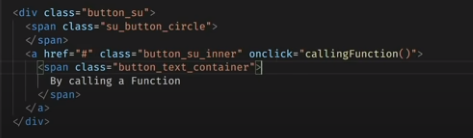 <div class="button_su">
<span class="su_button_circle">
</span>
<a href="#" class="button_su_inner" onclick="callingFunction()">
<span class="button_text_container">
By calling a Function
</span>
</a>
</div>